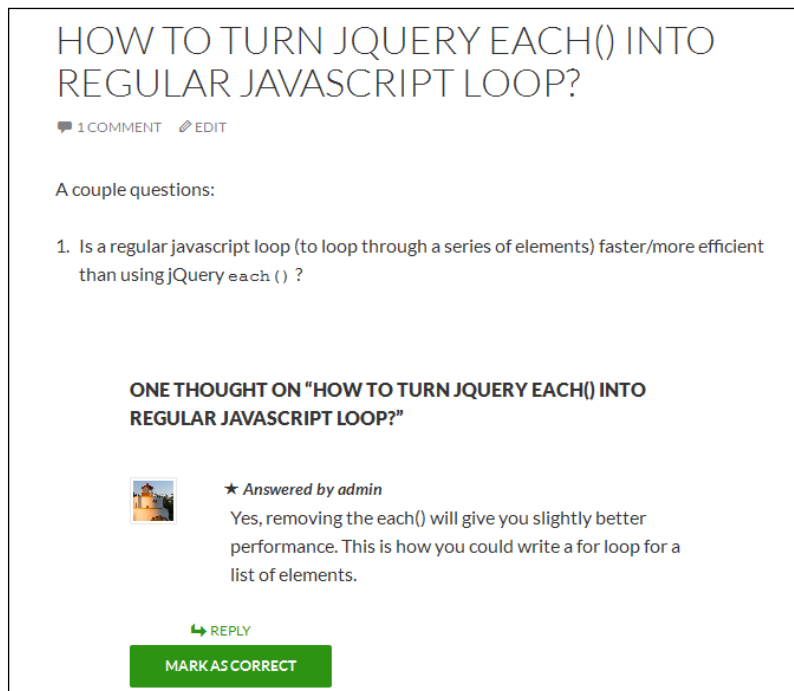 HOW TO TURN JQUERY EACH() INTO
REGULAR JAVASCRIPT LOOP?
1 COMMENT EDIT
A couple questions:
1. Is a regular javascript loop (to loop through a series of elements) faster/more efficient
than using jQuery each() ?
ONE THOUGHT ON “HOW TO TURN JQUERY EACH() INTO
REGULAR JAVASCRIPT LOOP?”
★ Answered by admin
Yes, removing the each() will give you slightly better
performance. This is how you could write a for loop for a
list of elements.
REPLY
MARK AS CORRECT